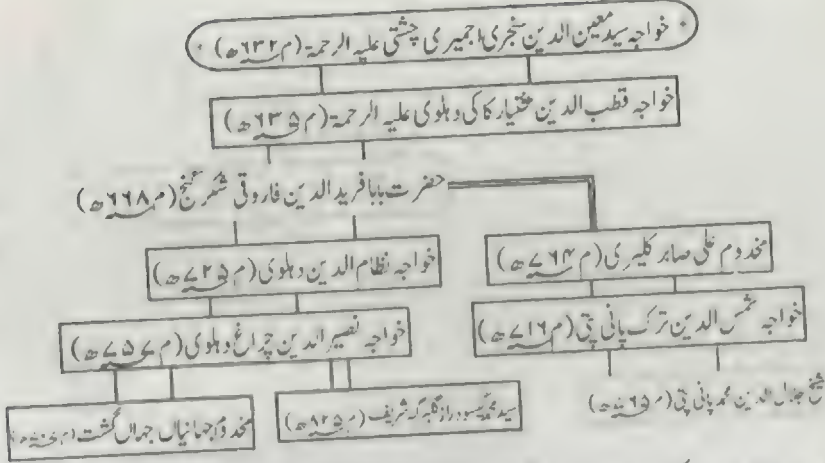 خواجہ سید معین الدین سنجری اجمیری چشتی علیہ الرحمۃ (م ۶۳۲ھ)
خواجہ قطب الدین بختیار کاکی دہلوی علیہ الرحمۃ (م ۶۳۵ھ)
حضرت بابا فرید الدین فاروقی شکر گنج (م ۶۶۸ھ)
مخدوم علی صابر کلیری (م ۷۶۴ھ)
خواجہ نظام الدین دہلوی (م ۷۲۵ھ)
خواجہ شمس الدین ترک پانی پتی (م ۷۱۶ھ)
خواجہ نصیر الدین چراغ دہلوی (م ۷۵۷ھ)
شیخ جلال الدین محمد پانی پتی (م ۷۶۵ھ)
سید محمد گیسو دراز گلبرگہ شریف (م ۸۲۵ھ)
مخدوم جہانیاں جہاں گشت